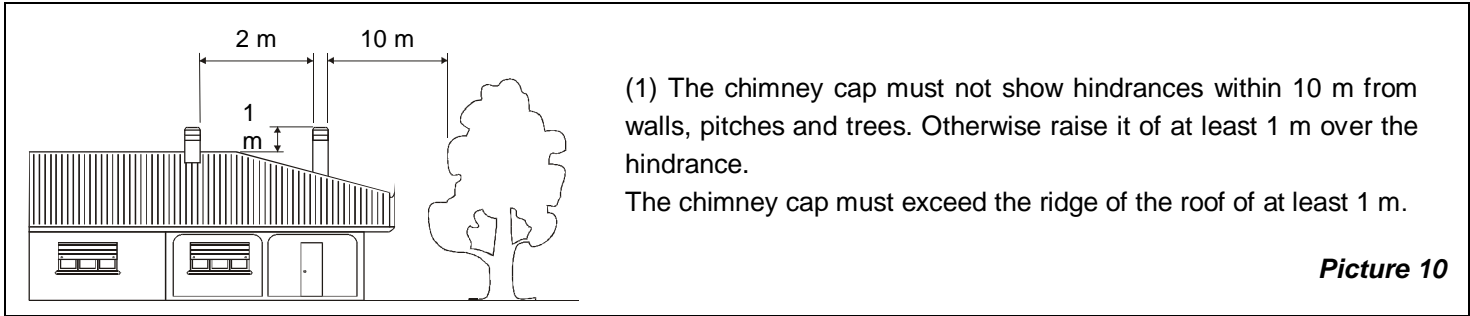 2 m
10 m
1
m
(1) The chimney cap must not show hindrances within 10 m from
walls, pitches and trees. Otherwise raise it of at least 1 m over the
hindrance.
The chimney cap must exceed the ridge of the roof of at least 1 m.
Picture 10